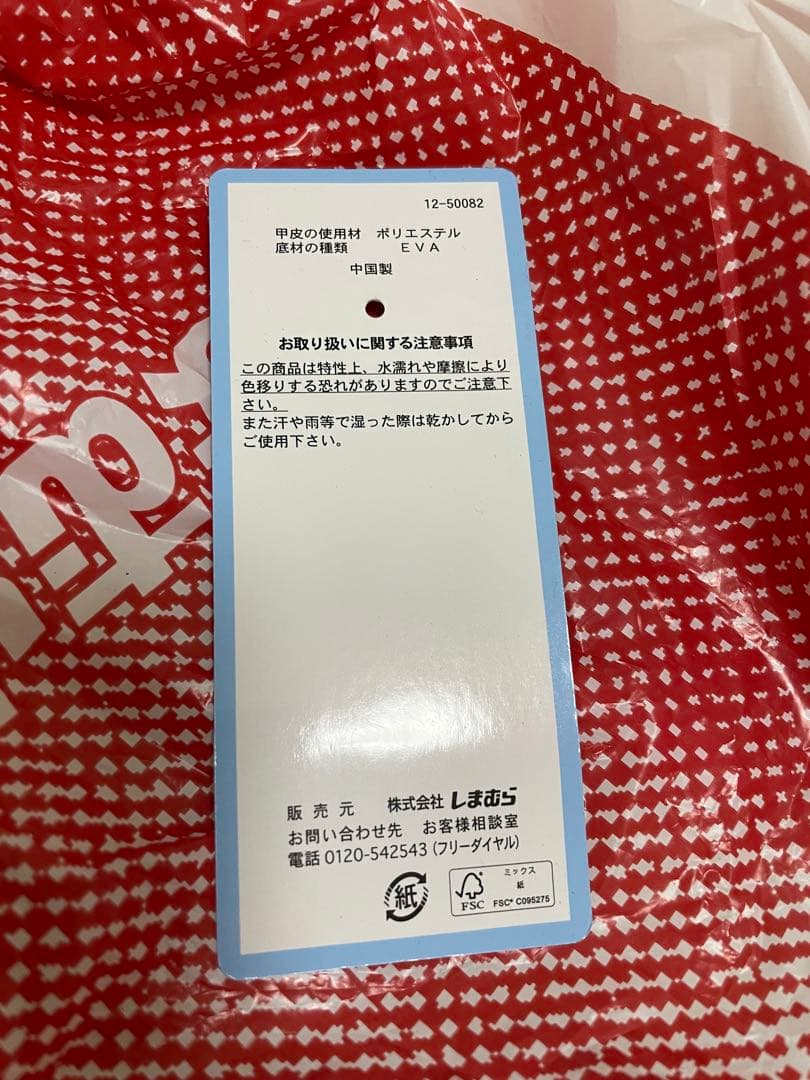 12-50082
甲皮の使用材　ポリエステル
底材の種類　　　ＥＶＡ
中国製
お取り扱いに関する注意事項
この商品は特性上、水濡れや摩擦により
色移りする恐れがありますのでご注意下
さい。
また汗や雨等で湿った際は乾かしてから
ご使用下さい。
販売元　株式会社 しまむら
お問い合わせ先　お客様相談室
電話 0120-542543 (フリーダイヤル)
紙
FSC
ミックス
紙
FSC® C095275